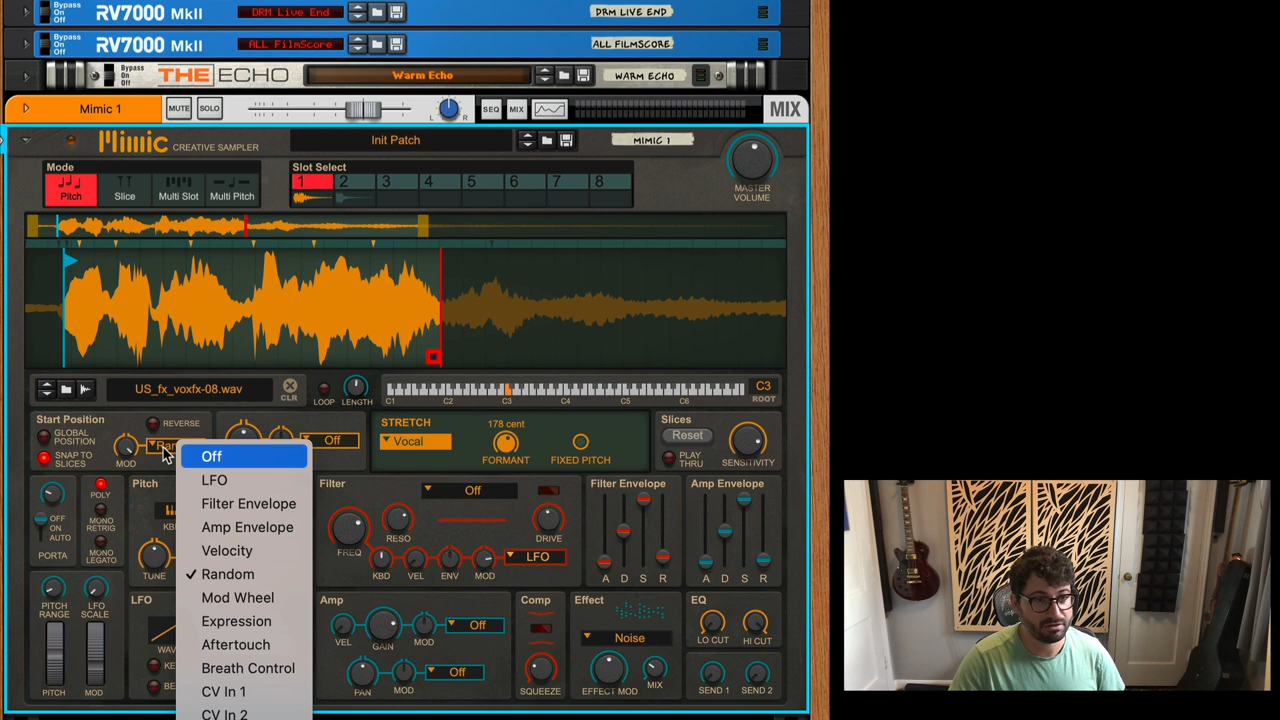 Bypass
On
Off
RV7000 MkII
DRM Live End
DRM LIVE END
Bypass
On
Off
RV7000 MkII
ALL FilmScore
ALL FILMSCORE
Bypass
On
Off
THE ECHO
Warm Echo
WARM ECHO
Mimic 1
MUTE
SOLO
L
R
SEQ
MIX
MIX
Mimic
CREATIVE SAMPLER
Init Patch
MIMIC 1
MASTER
VOLUME
Mode
Pitch
Slice
Multi Slot
Multi Pitch
Slot Select
1 2 3 4 5 6 7 8
US_fx_voxfx-08.wav
CLR
LOOP
LENGTH
C1 C2 C3 C4 C5 C6
C3
ROOT
Start Position
REVERSE
GLOBAL
POSITION
SNAP TO
SLICES
MOD
Off
STRETCH
Vocal
178 cent
FORMANT
FIXED PITCH
Slices
Reset
PLAY
THRU
SENSITIVITY
Off
LFO
Filter Envelope
Amp Envelope
Velocity
✓ Random
Mod Wheel
Expression
Aftertouch
Breath Control
CV In 1
CV In 2
OFF
ON
AUTO
PORTA
POLY
MONO
RETRIG
MONO
LEGATO
Pitch
TUNE
Filter
Off
FREQ
RESO
DRIVE
KBD
VEL
ENV
MOD
LFO
Filter Envelope
A D S R
Amp Envelope
A D S R
PITCH
RANGE
LFO
SCALE
PITCH
MOD
LFO
Amp
VEL
GAIN
MOD
Off
PAN
MOD
Off
Comp
SQUEEZE
Effect
Noise
EFFECT MOD
MIX
EQ
LO CUT
HI CUT
SEND 1
SEND 2